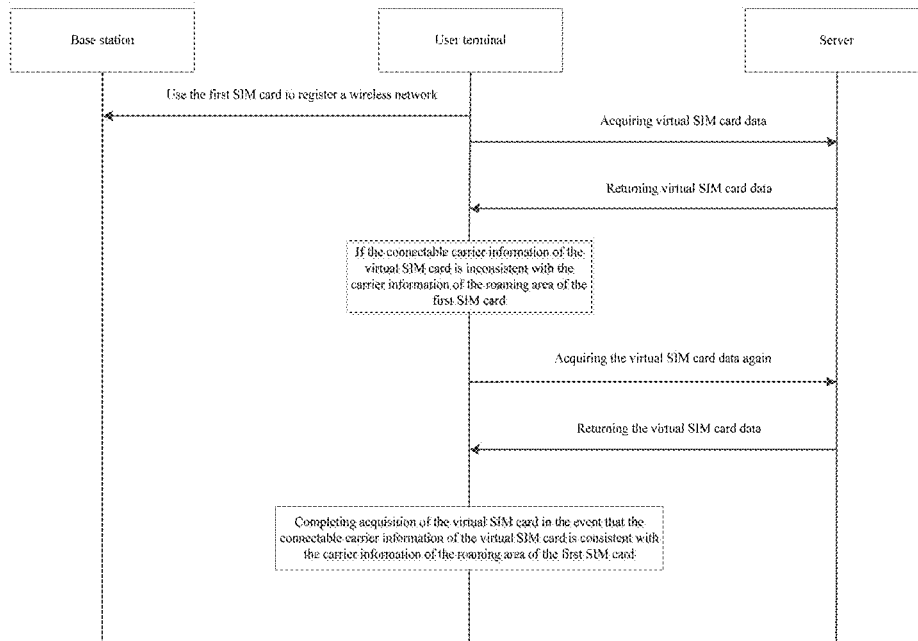 Base station
User terminal
Server
Use the first SIM card to register a wireless network
Acquiring virtual SIM card data
Returning virtual SIM card data
If the connectable carrier information of the
virtual SIM card is inconsistent with the
carrier information of the roaming area of the
first SIM card
Acquiring the virtual SIM card data again
Returning the virtual SIM card data
Completing acquisition of the virtual SIM card in the event that the
connectable carrier information of the virtual SIM card is consistent with
the carrier information of the roaming area of the first SIM card